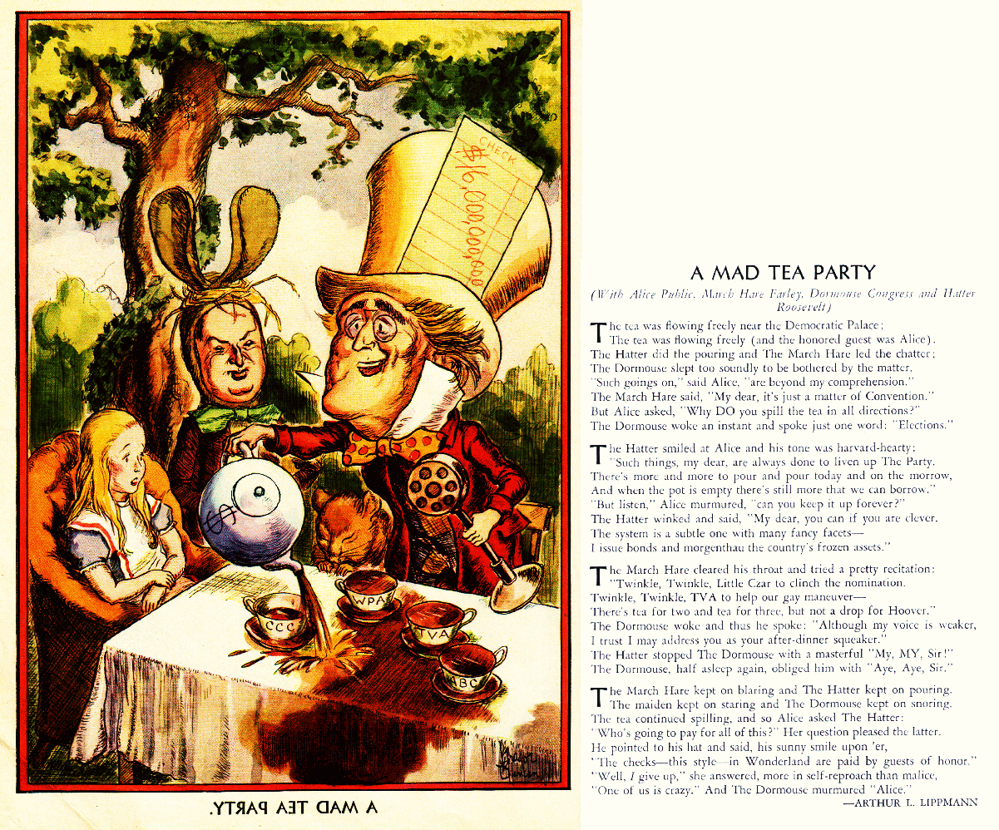 CHECK
$16,000,000,000
$
CCC
WPA
TVA
ABC
A MAD TEA PARTY.
A MAD TEA PARTY
(With Alice Public, March Hare Farley, Dormouse Congress and Hatter
Roosevelt)
The tea was flowing freely near the Democratic Palace;
The tea was flowing freely (and the honored guest was Alice).
The Hatter did the pouring and The March Hare led the chatter;
The Dormouse slept too soundly to be bothered by the matter.
"Such goings on," said Alice, "are beyond my comprehension."
The March Hare said, "My dear, it's just a matter of Convention."
But Alice asked, "Why DO you spill the tea in all directions?"
The Dormouse woke an instant and spoke just one word: "Elections."
The Hatter smiled at Alice and his tone was harvard-hearty:
"Such things, my dear, are always done to liven up The Party.
There's more and more to pour and pour today and on the morrow,
And when the pot is empty there's still more that we can borrow."
"But listen," Alice murmured, "can you keep it up forever?"
The Hatter winked and said, "My dear, you can if you are clever.
The system is a subtle one with many fancy facets—
I issue bonds and morgenthau the country's frozen assets."
The March Hare cleared his throat and tried a pretty recitation:
"Twinkle, Twinkle, Little Czar to clinch the nomination.
Twinkle, Twinkle, TVA to help our gay maneuver—
There's tea for two and tea for three, but not a drop for Hoover."
The Dormouse woke and thus he spoke: "Although my voice is weaker,
I trust I may address you as your after-dinner squeaker."
The Hatter stopped The Dormouse with a masterful "My, MY, Sir!"
The Dormouse, half asleep again, obliged him with "Aye, Aye, Sir."
The March Hare kept on blaring and The Hatter kept on pouring.
The maiden kept on staring and The Dormouse kept on snoring.
The tea continued spilling, and so Alice asked The Hatter:
"Who's going to pay for all of this?" Her question pleased the latter.
He pointed to his hat and said, his sunny smile upon 'er,
"The checks—this style—in Wonderland are paid by guests of honor."
"Well, I give up," she answered, more in self-reproach than malice,
"One of us is crazy." And The Dormouse murmured "Alice."
—ARTHUR L. LIPPMANN